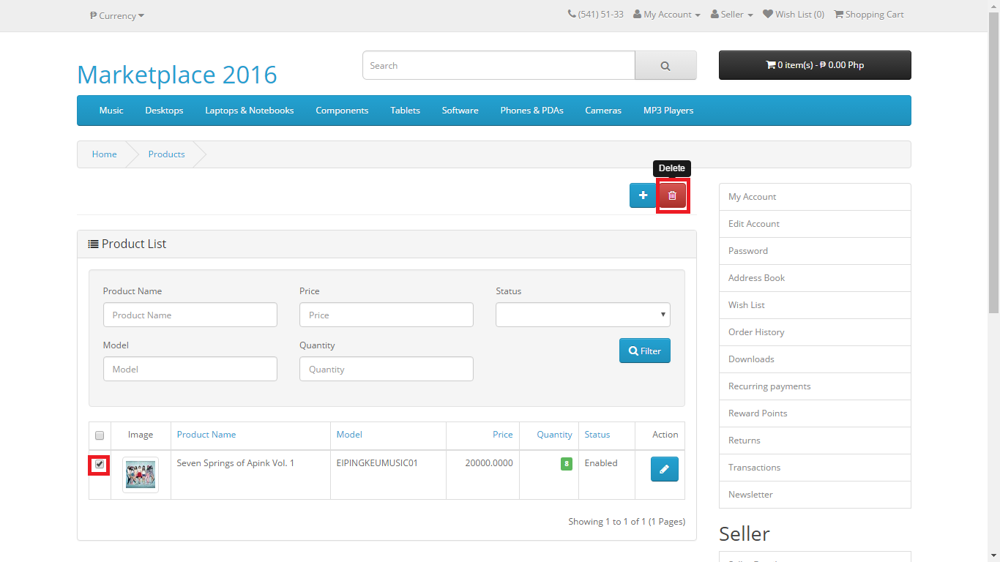 ₱ Currency
(541) 51-33 My Account Seller Wish List (0) Shopping Cart
Marketplace 2016
Search
0 item(s) - ₱ 0.00 Php
Music Desktops Laptops & Notebooks Components Tablets Software Phones & PDAs Cameras MP3 Players
Home Products
Delete
Product List
Product Name Price Status
Product Name Price
Model Quantity
Filter
Model Quantity
Image Product Name Model Price Quantity Status Action
Seven Springs of Apink Vol. 1 EIPINGKEUMUSIC01 20000.0000 8 Enabled
Showing 1 to 1 of 1 (1 Pages)
My Account
Edit Account
Password
Address Book
Wish List
Order History
Downloads
Recurring payments
Reward Points
Returns
Transactions
Newsletter
Seller